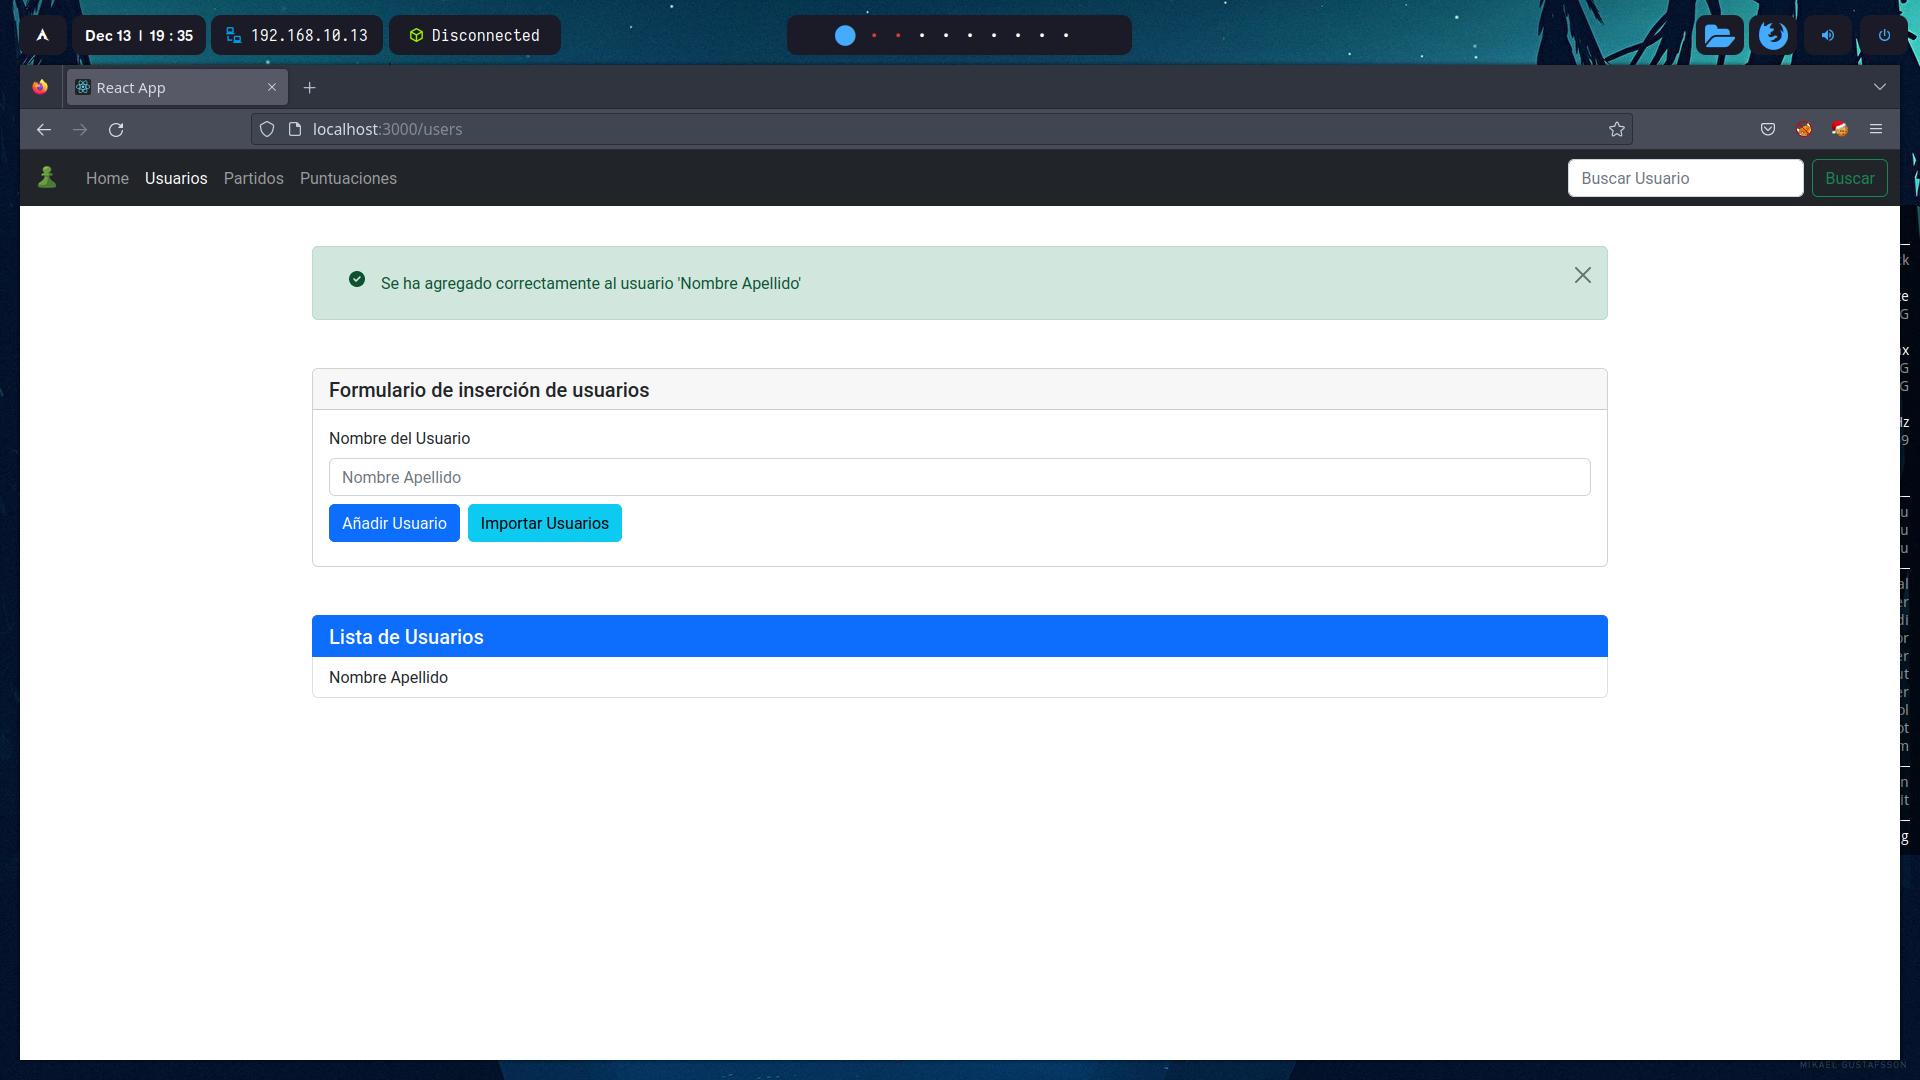 Dec 13 | 19 : 35
192.168.10.13
Disconnected
React App
localhost:3000/users
Home
Usuarios
Partidos
Puntuaciones
Buscar Usuario
Buscar
Se ha agregado correctamente al usuario 'Nombre Apellido'
Formulario de inserción de usuarios
Nombre del Usuario
Nombre Apellido
Añadir Usuario
Importar Usuarios
Lista de Usuarios
Nombre Apellido
MIKAEL GUSTAFSSON